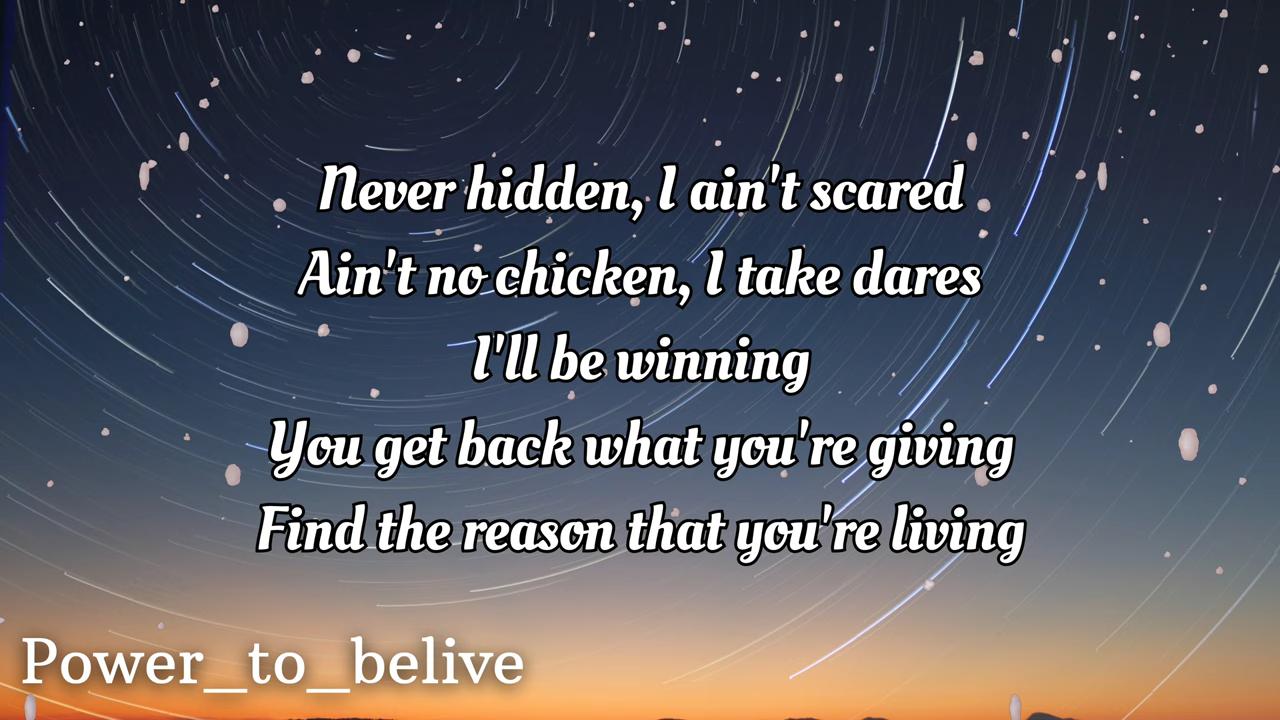 Never hidden, I ain't scared
Ain't no chicken, I take dares
I'll be winning
You get back what you're giving
Find the reason that you're living
Power_to_belive